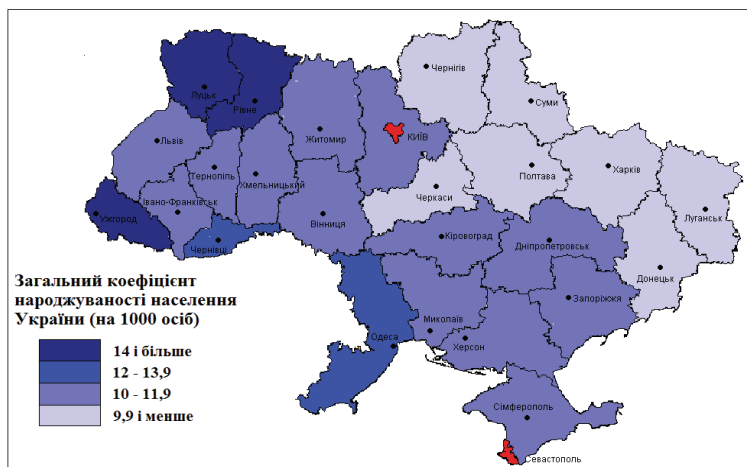 Чернігів
Суми
Луцьк
Рівне
Житомир
КИЇВ
Львів
Тернопіль
Хмельницький
Полтава
Харків
Черкаси
Івано-Франківськ
Ужгород
Вінниця
Луганськ
Чернівці
Кіровоград
Дніпропетровськ
Донецьк
Запоріжжя
Миколаїв
Одеса
Херсон
Сімферополь
Севастополь
Загальний коефіцієнт
народжуваності населення
України (на 1000 осіб)
14 і більше
12 - 13,9
10 - 11,9
9,9 і менше